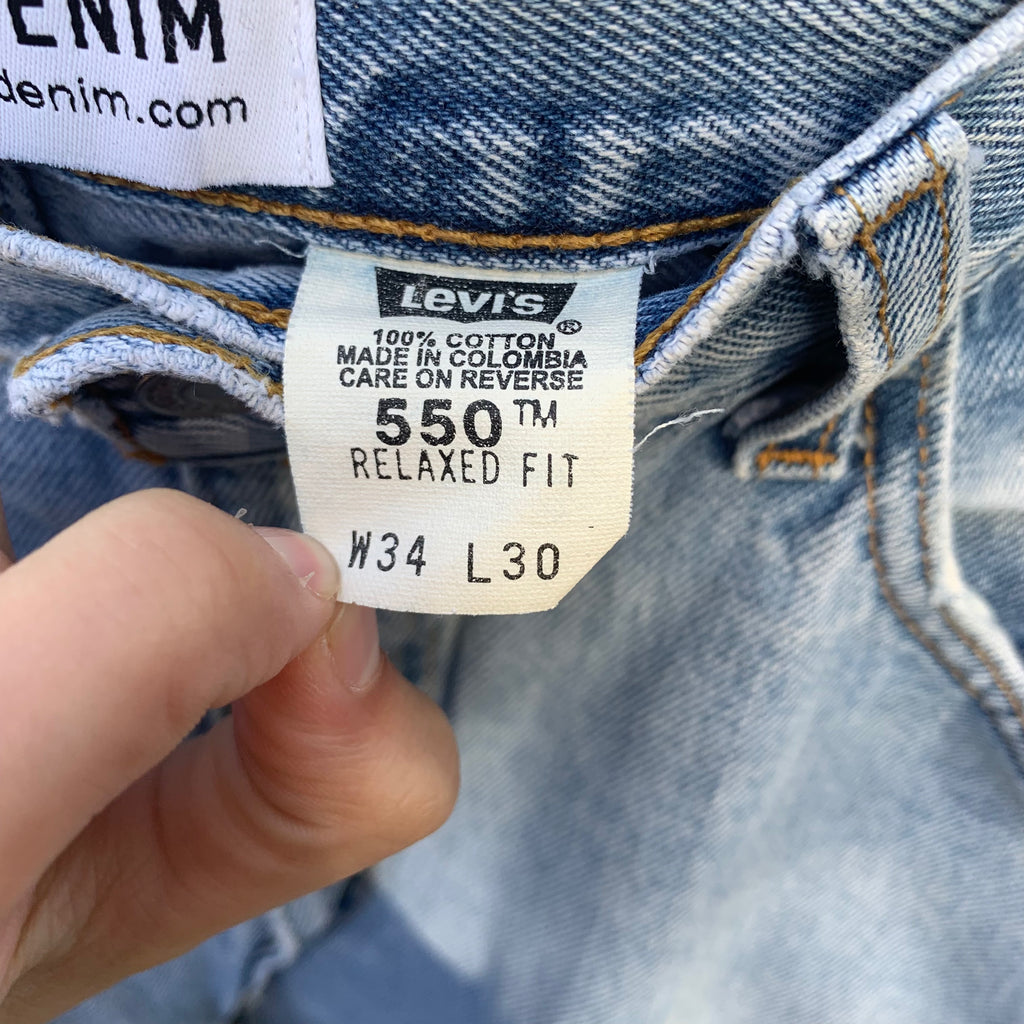 ENIM
denim.com
Levi's ®
100% COTTON
MADE IN COLOMBIA
CARE ON REVERSE
550™
RELAXED FIT
W34 L30